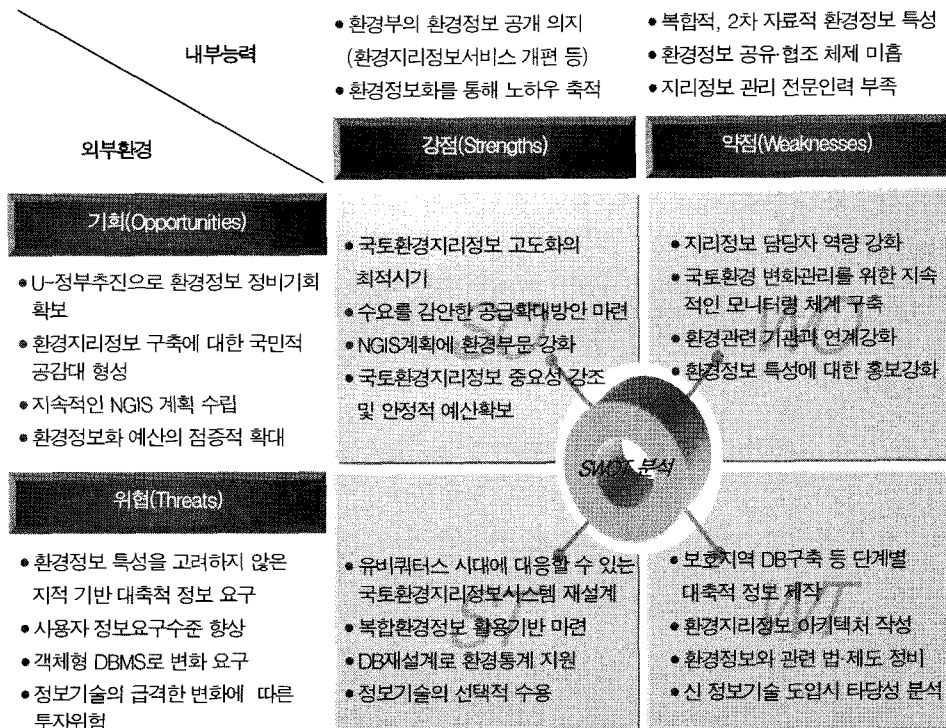 내부능력
외부환경
• 환경부의 환경정보 공개 의지
(환경지리정보서비스 개편 등)
• 환경정보화를 통해 노하우 축적
• 복합적, 2차 자료적 환경정보 특성
• 환경정보 공유·협조 체제 미흡
• 지리정보 관리 전문인력 부족
강점(Strengths)
약점(Weaknesses)
기회(Opportunities)
• U-정부추진으로 환경정보 정비기회
확보
• 환경지리정보 구축에 대한 국민적
공감대 형성
• 지속적인 NGIS 계획 수립
• 환경정보화 예산의 점증적 확대
• 국토환경지리정보 고도화의
최적시기
• 수요를 감안한 공급확대방안 마련
• NGIS계획에 환경부문 강화
• 국토환경지리정보 중요성 강조
및 안정적 예산확보
SO
• 지리정보 담당자 역량 강화
• 국토환경 변화관리를 위한 지속
적인 모니터링 체계 구축
• 환경관련 기관과 연계강화
• 환경정보 특성에 대한 홍보강화
WO
SWOT 분석
위협(Threats)
• 환경정보 특성을 고려하지 않은
지적 기반 대축척 정보 요구
• 사용자 정보요구수준 향상
• 객체형 DBMS로 변화 요구
• 정보기술의 급격한 변화에 따른
투자위험
• 유비쿼터스 시대에 대응할 수 있는
국토환경지리정보시스템 재설계
• 복합환경정보 활용기반 마련
• DB재설계로 환경통계 지원
• 정보기술의 선택적 수용
ST
• 보호지역 DB구축 등 단계별
대축적 정보 제작
• 환경지리정보 아키텍처 작성
• 환경정보와 관련 법·제도 정비
• 신 정보기술 도입시 타당성 분석
WT